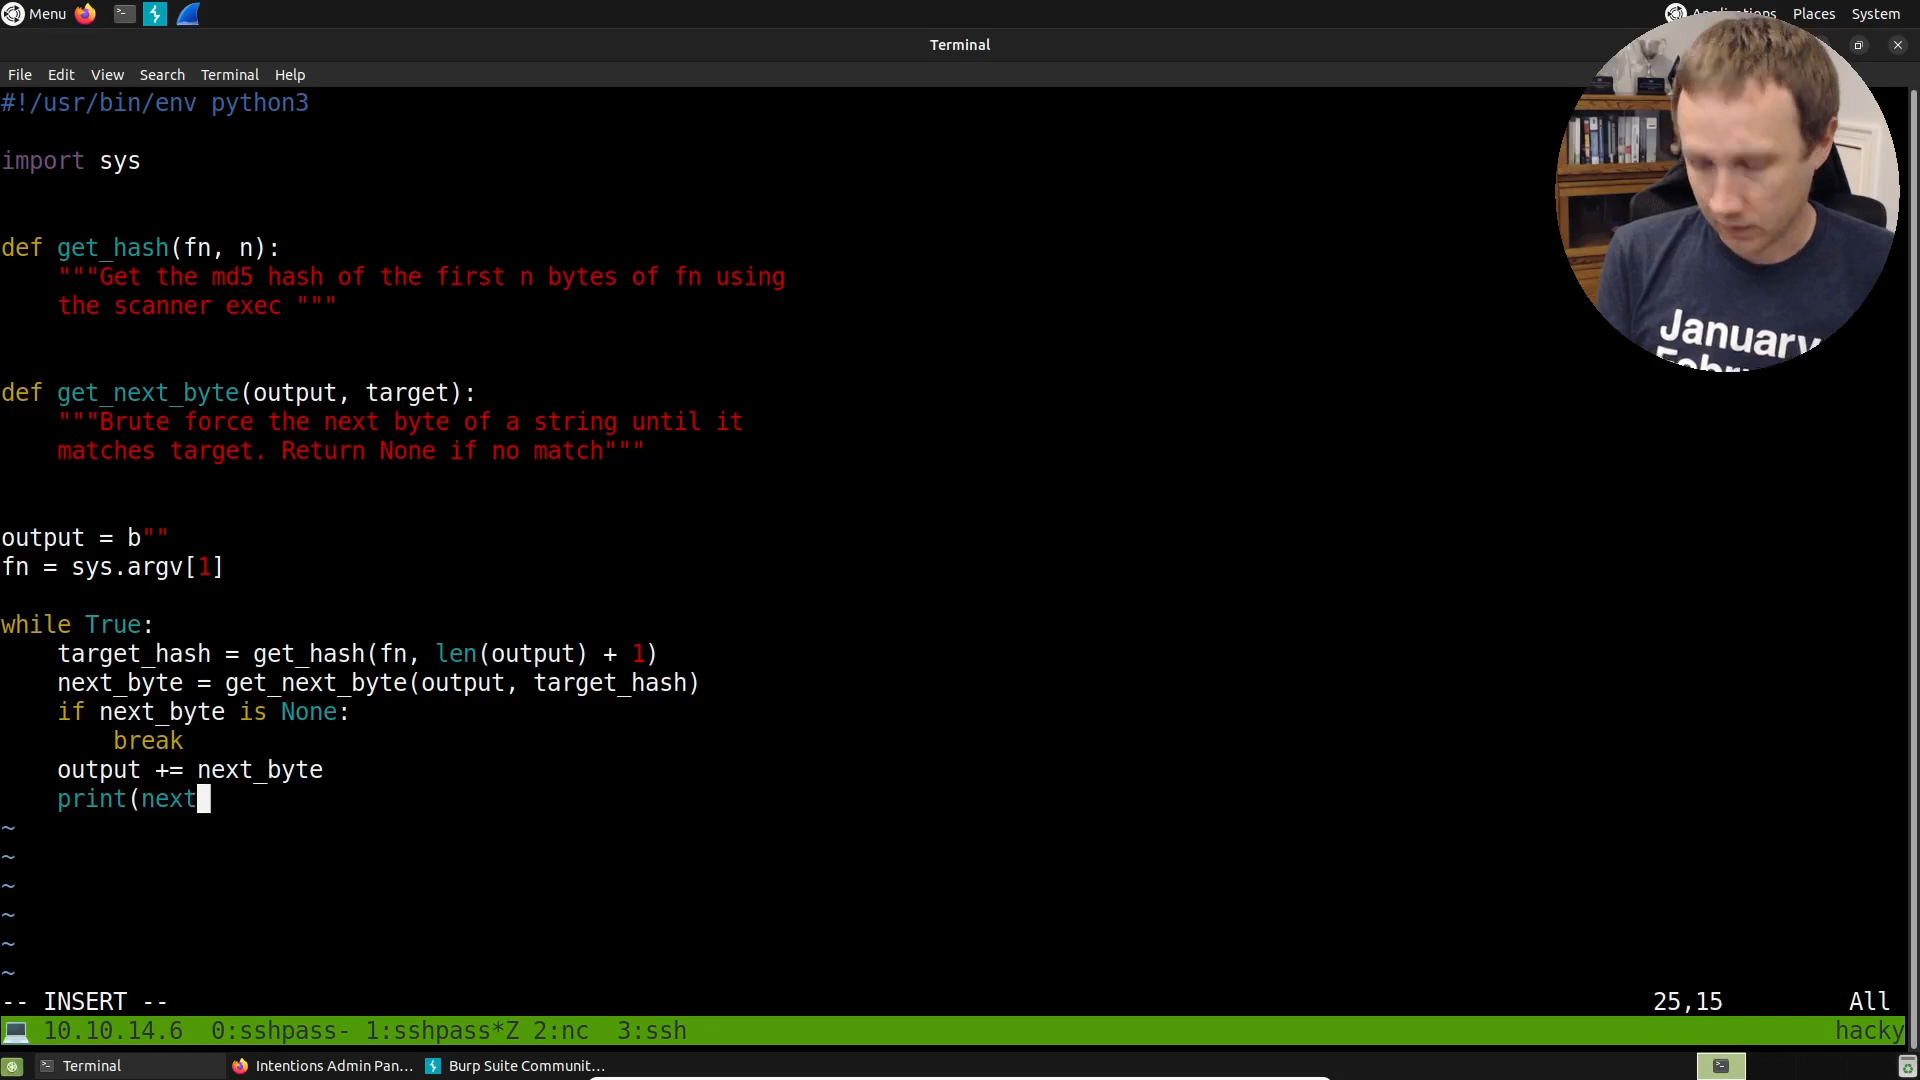 Menu
Applications Places System
Terminal
File Edit View Search Terminal Help
#!/usr/bin/env python3
import sys
def get_hash(fn, n):
"""Get the md5 hash of the first n bytes of fn using
the scanner exec """
def get_next_byte(output, target):
"""Brute force the next byte of a string until it
matches target. Return None if no match"""
output = b""
fn = sys.argv[1]
while True:
target_hash = get_hash(fn, len(output) + 1)
next_byte = get_next_byte(output, target_hash)
if next_byte is None:
break
output += next_byte
print(next
~
~
~
~
~
~
-- INSERT -- 25,15 All
10.10.14.6 0:sshpass- 1:sshpass*Z 2:nc 3:ssh hacky
Terminal Intentions Admin Pan... Burp Suite Communit...
January